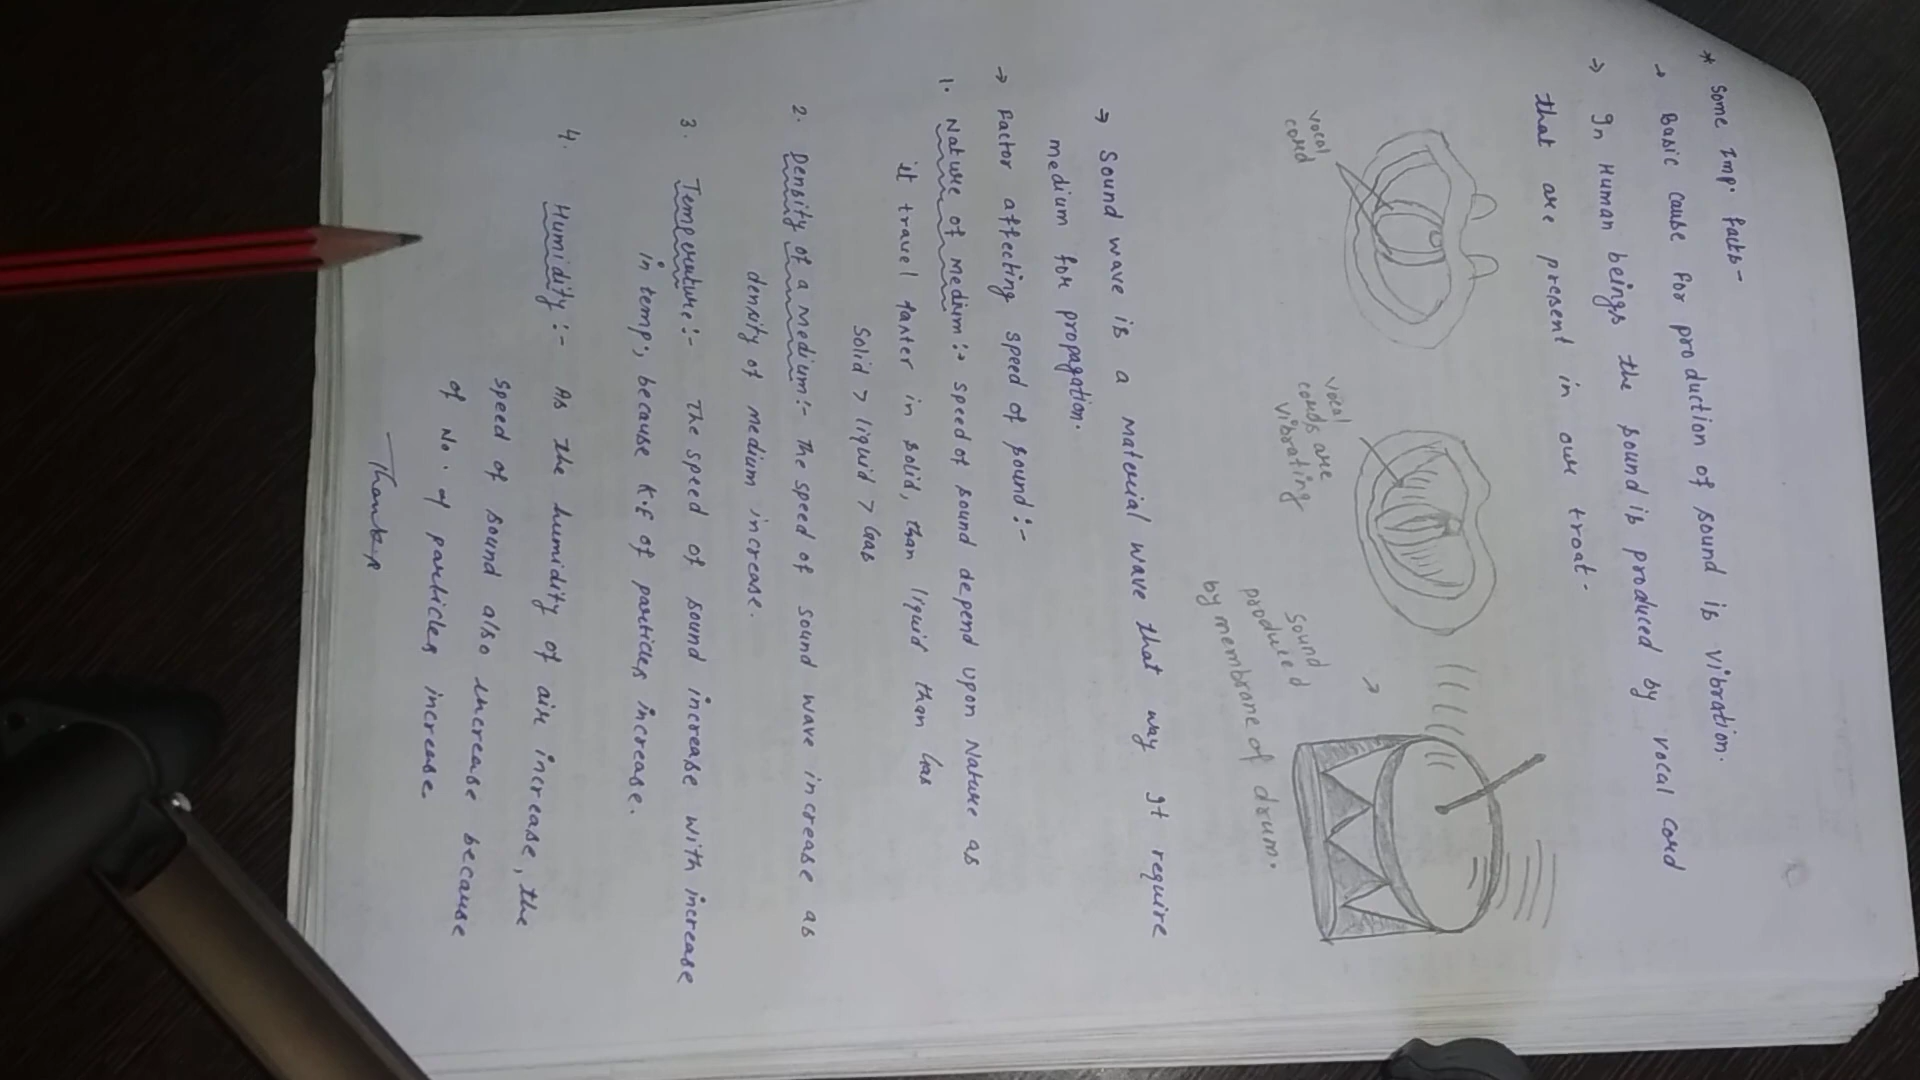 * Some Imp. facts-
→ Basic cause for production of sound is vibration.
→ In Human beings the sound is produced by vocal cord
that are present in our troat-
vocal
cord
vocal
cords are
vibrating
sound
produced
by membrane of drum.
→ Sound wave is a material wave that way It require
medium for propagation.
→ Factor affecting speed of sound :-
1. Nature of medium :→ speed of sound depend upon Nature as
it travel faster in solid, than liquid than Gas
Solid > liquid > Gas
2. Density of a Medium :- The speed of sound wave increase as
density of medium increase.
3. Temperature :- The speed of sound increase with increase
in temp., because K.E of particles increase.
4. Humidity :- As the humidity of air increase, the
speed of sound also increase because
of No. of particles increase.
Thanks